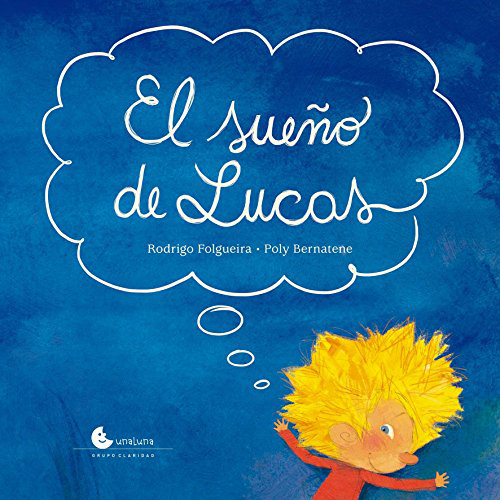 El sueño
de Lucas
Rodrigo Folgueira • Poly Bernatene
unaLuna
GRUPO CLARIDAD